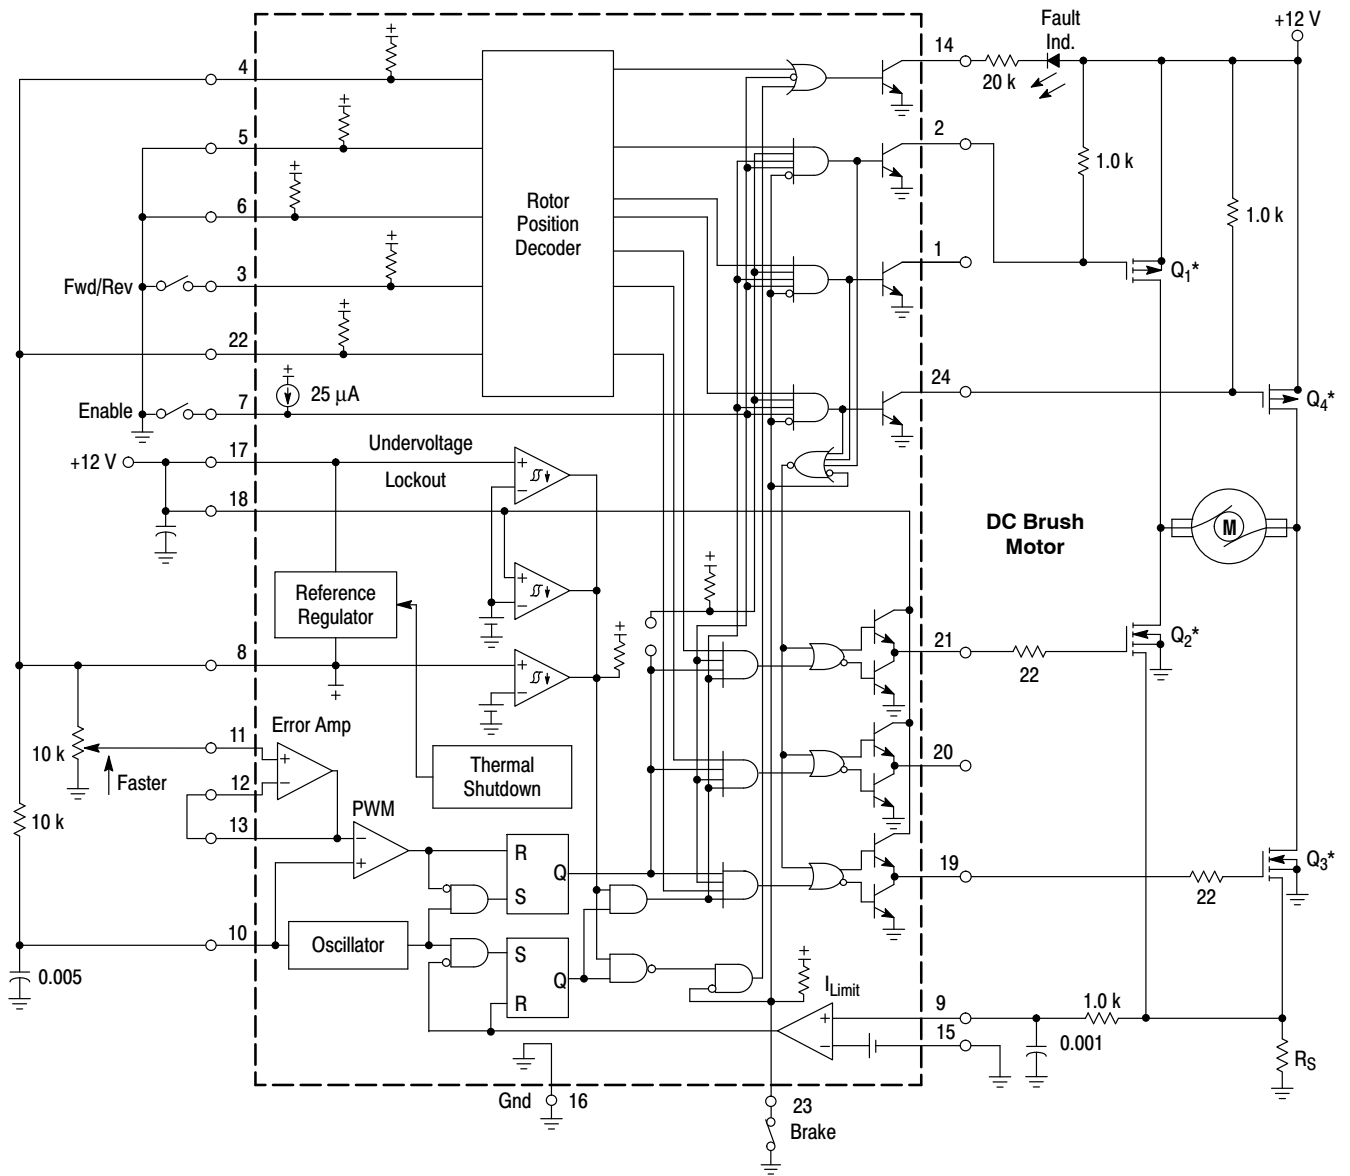 Fault
Ind.
+12 V
14
20 k
4
5
2
1.0 k
1.0 k
6
Rotor
Position
Decoder
1
Q1*
Fwd/Rev
3
22
24
Q4*
Enable
7
25 µA
+12 V
17
Undervoltage
Lockout
18
DC Brush
Motor
M
Reference
Regulator
21
22
Q2*
8
Error Amp
11
10 k
Faster
12
Thermal
Shutdown
20
13
10 k
PWM
R
S
Q
19
22
Q3*
10
Oscillator
S
R
Q
0.005
ILimit
9
1.0 k
15
0.001
RS
Gnd
16
23
Brake